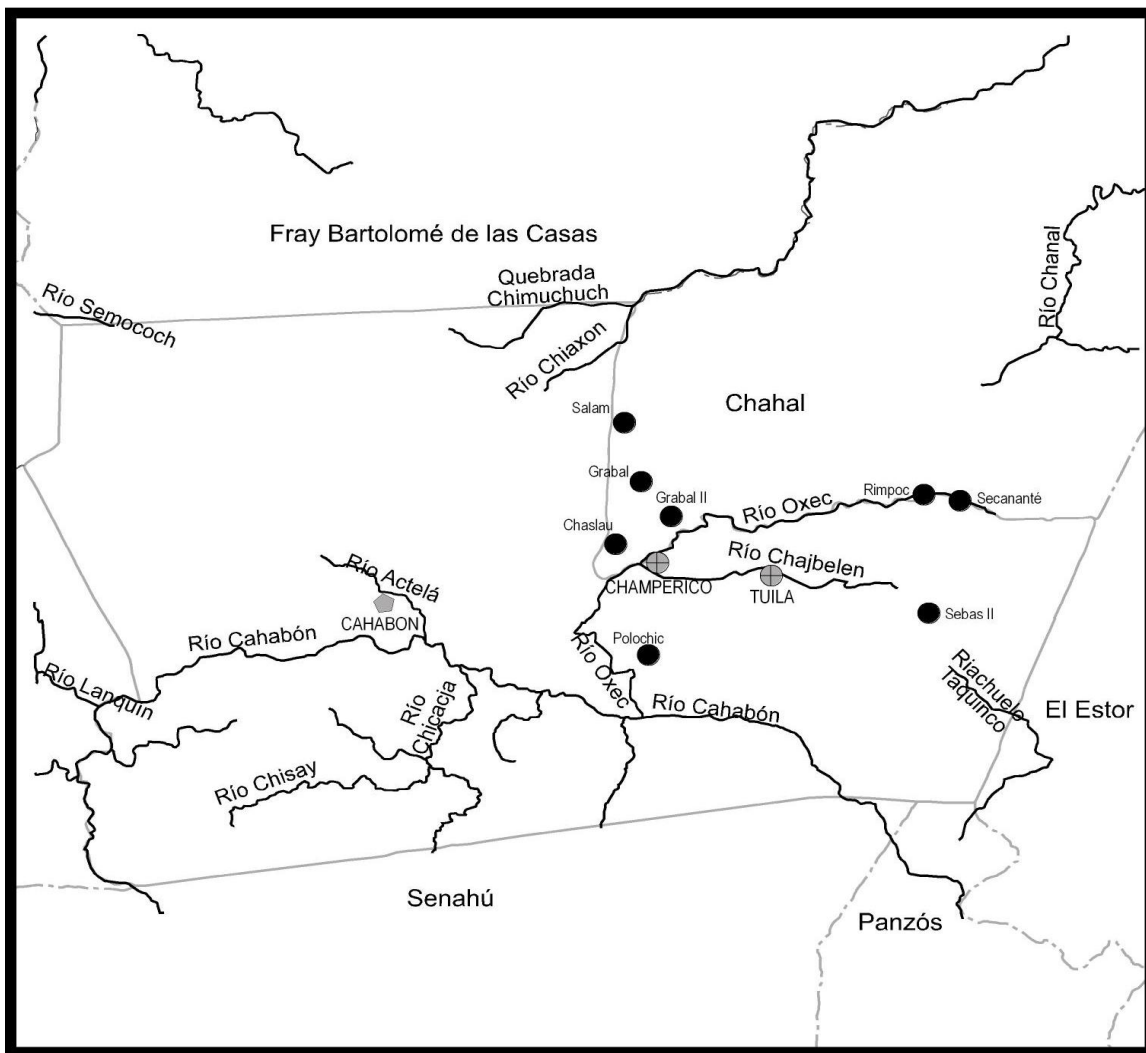 Fray Bartolomé de las Casas
Quebrada
Chimuchuch
Río Chanal
Río Semococh
Río Chiaxon
Chahal
Salam
Grabal
Rimpoc
Secananté
Grabal II
Río Oxec
Chaslau
Río Chajbelen
Río Actelá
CHAMPERICO
TUILA
CAHABON
Sebas II
Río Cahabón
Polochic
Río Oxec
Río Lanquin
Río
Chicacja
Riachuelo
Taquinco
Río Cahabón
El Estor
Río Chisay
Senahú
Panzós